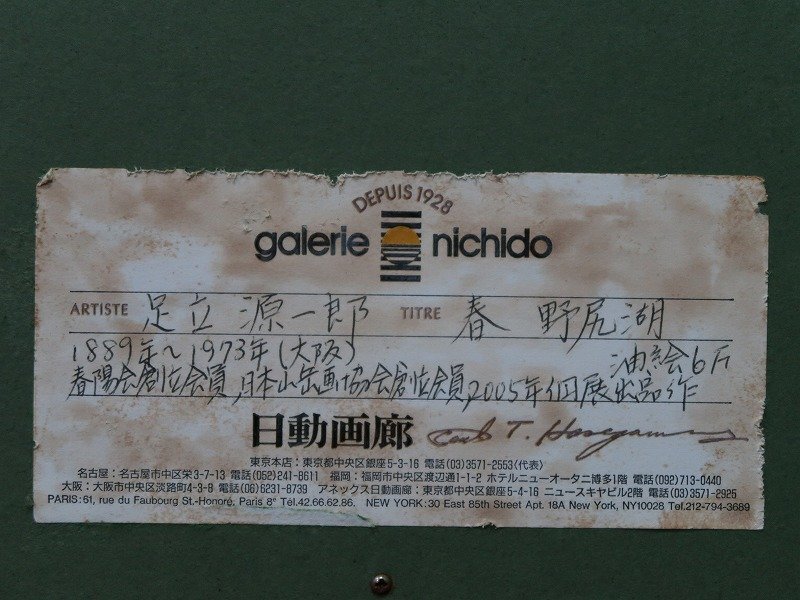 DEPUIS 1928
galerie nichido
ARTISTE 足立 源一郎 TITRE 春 野尻湖
1889年~1973年(大阪) 油絵6F
春陽会創立会員,日本山岳画協会創立会員,2005年個展出品作
日動画廊 T. Hasegawa
東京本店：東京都中央区銀座5-3-16 電話(03)3571-2553(代表)
名古屋：名古屋市中区栄3-7-13 電話(052)241-8611 福岡：福岡市中央区渡辺通1-1-2 ホテルニューオータニ博多1階 電話(092)713-0440
大阪：大阪市中央区淡路町4-3-8 電話(06)6231-8739 アネックス日動画廊：東京都中央区銀座5-4-16 ニュースキヤビル2階 電話(03)3571-2925
PARIS: 61, rue du Faubourg St.-Honoré, Paris 8e Tél.42.66.62.86. NEW YORK: 30 East 85th Street Apt. 18A New York, NY10028 Tel.212-794-3689